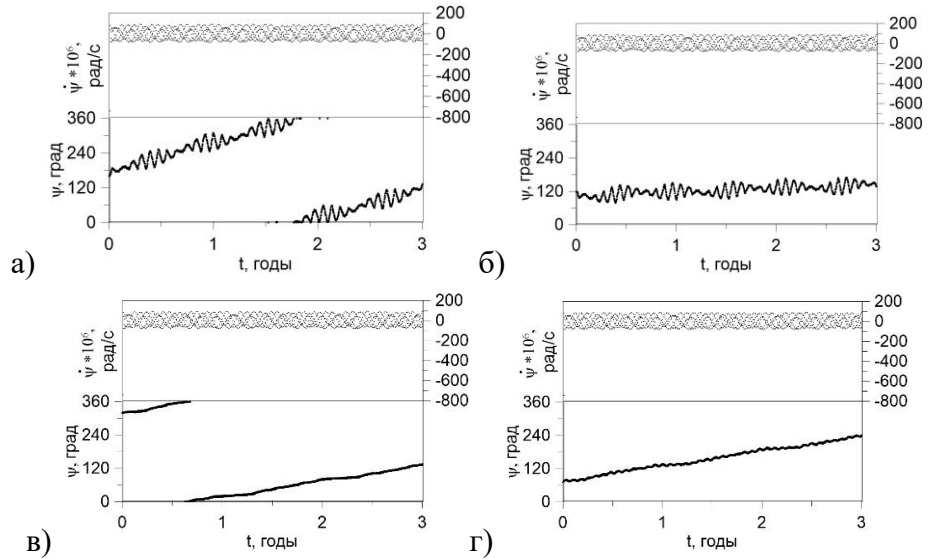 200
0
-200
-400
-600
-800
ψ̇ *10⁶,
рад/с
360
240
120
0
ψ, град
0 1 2 3
t, годы
а)
200
0
-200
-400
-600
-800
ψ̇ *10⁶,
рад/с
360
240
120
0
ψ, град
0 1 2 3
t, годы
б)
200
0
-200
-400
-600
-800
ψ̇ *10⁶,
рад/с
360
240
120
0
ψ, град
0 1 2 3
t, годы
в)
200
0
-200
-400
-600
-800
ψ̇ *10⁶,
рад/с
360
240
120
0
ψ, град
0 1 2 3
t, годы
г)